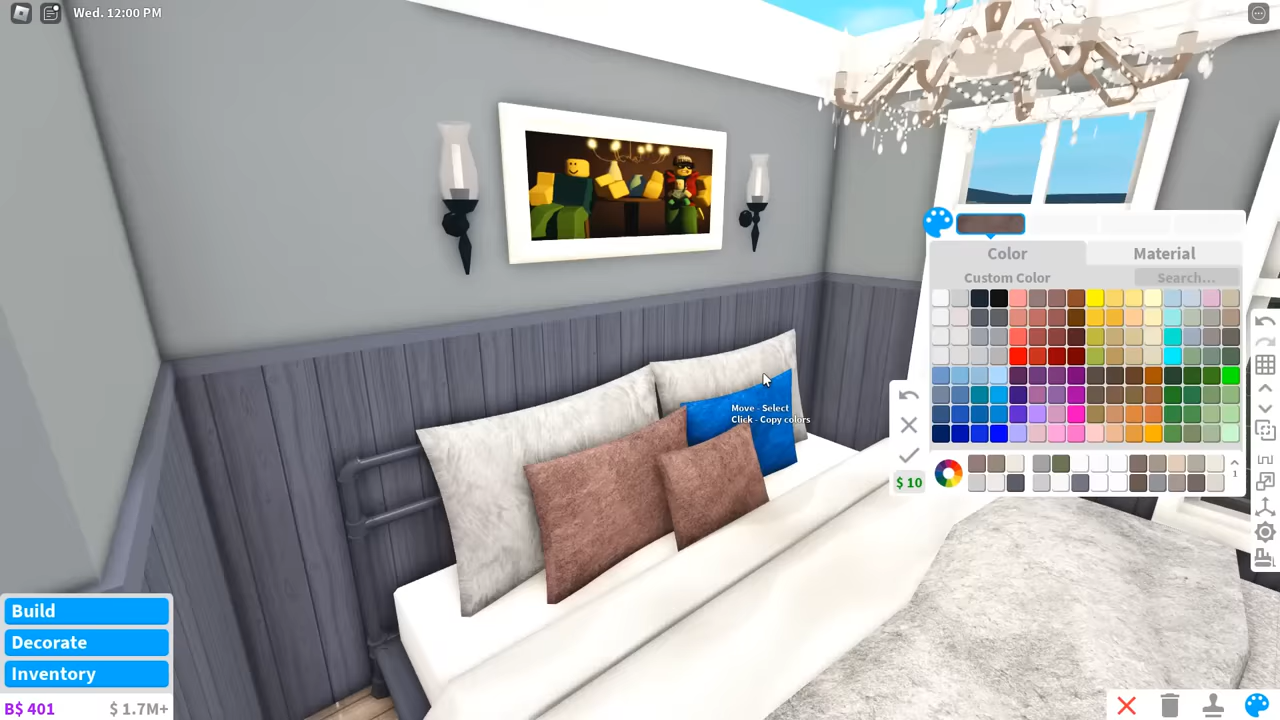 Wed. 12:00 PM
Color
Material
Custom Color
Search...
Move - Select
Click - Copy colors
1
$ 10
Build
Decorate
Inventory
B$ 401
$ 1.7M+